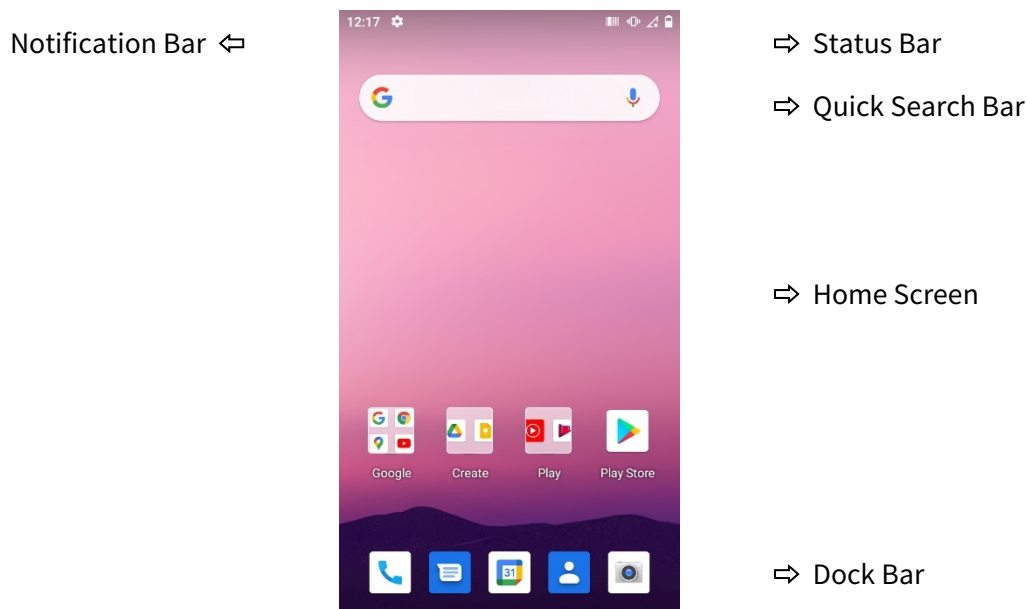 12:17
Notification Bar
Status Bar
Quick Search Bar
Home Screen
Google Create Play Play Store
31
Dock Bar